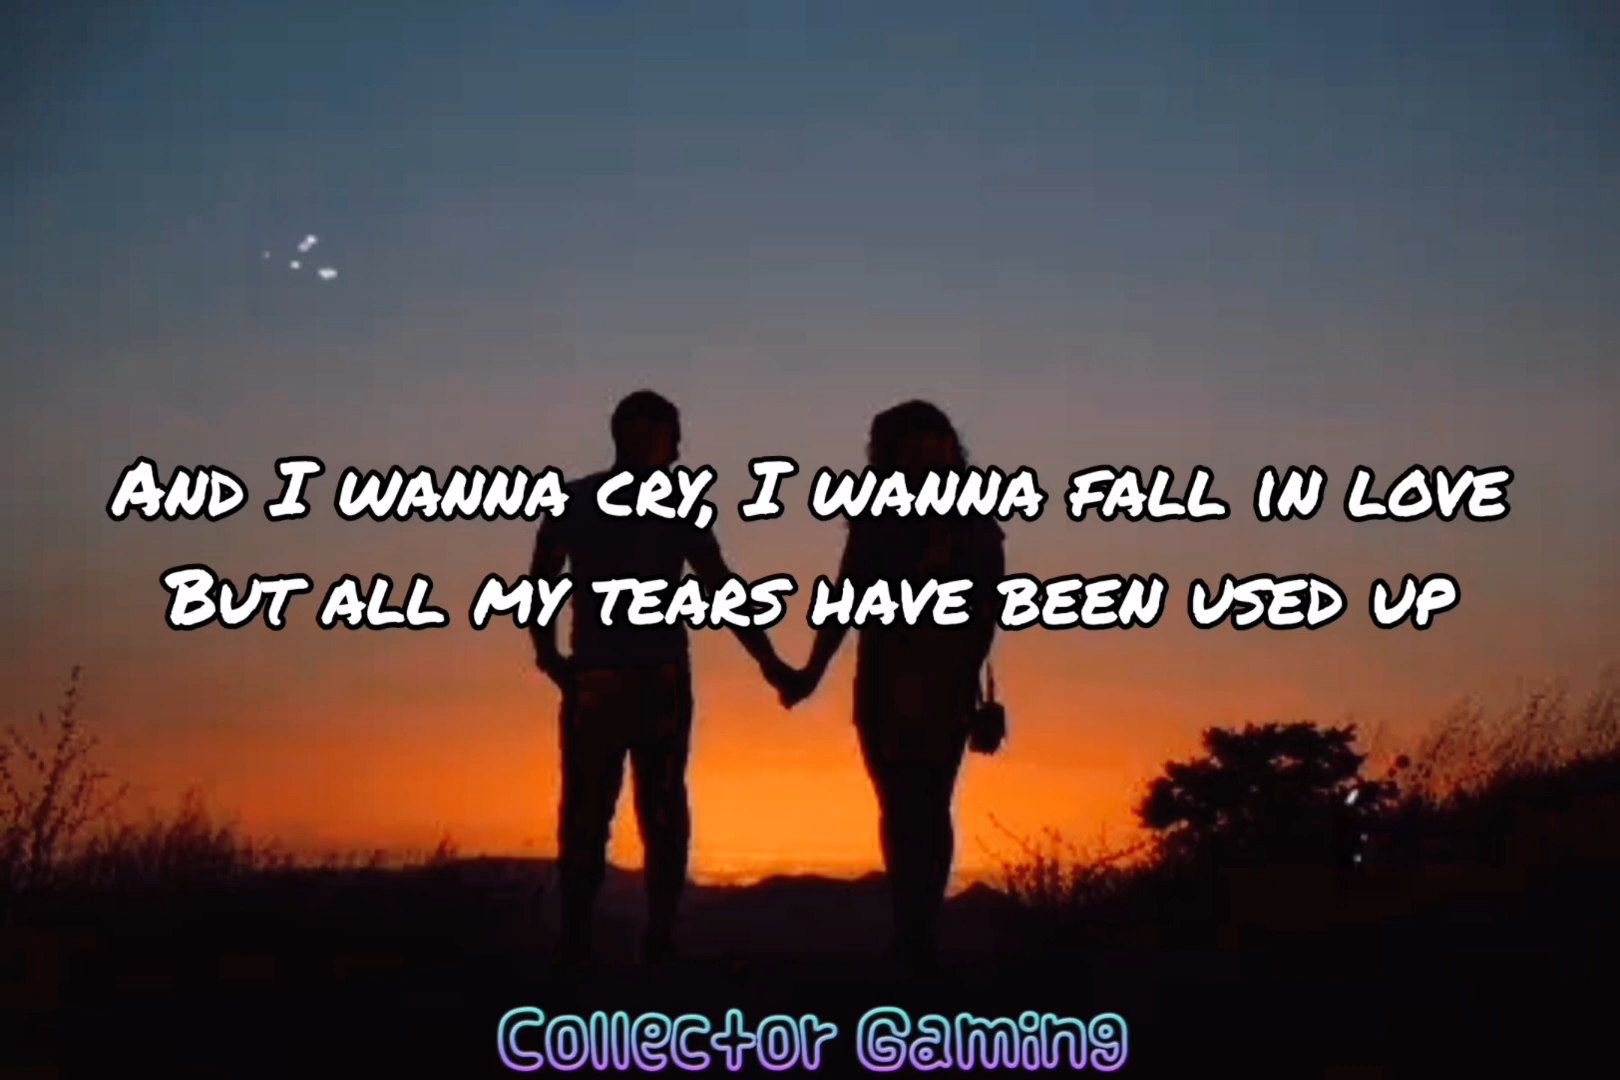 And I wanna cry, I wanna fall in love
But all my tears have been used up
Collector Gaming